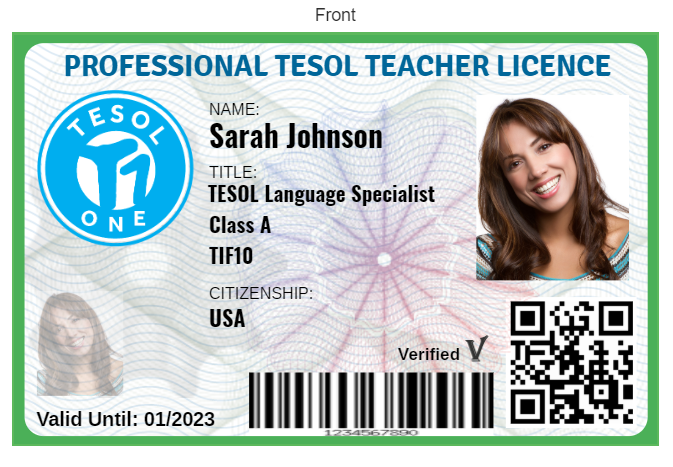 Front
PROFESSIONAL TESOL TEACHER LICENCE
TESOL
ONE
NAME:
Sarah Johnson
TITLE:
TESOL Language Specialist
Class A
TIF10
CITIZENSHIP:
USA
Verified
Valid Until: 01/2023
1234567890